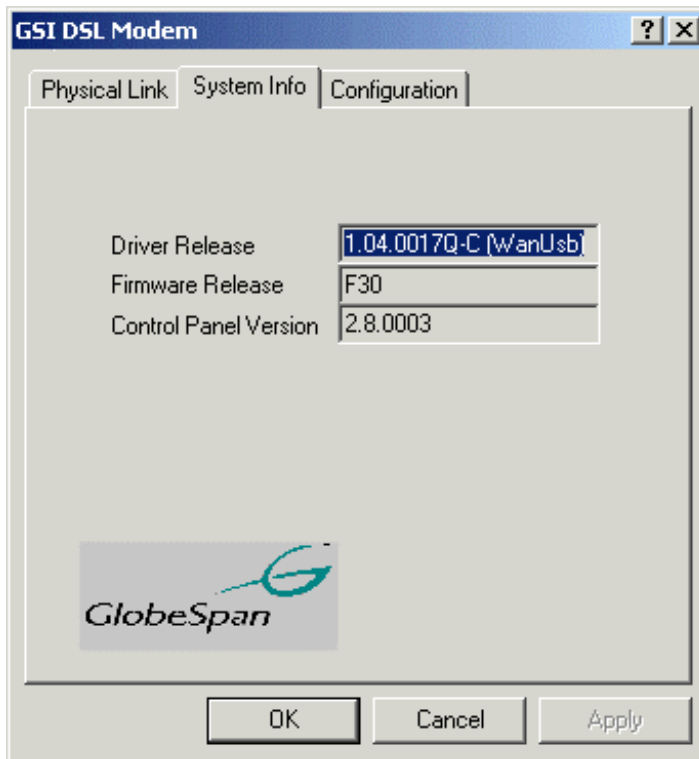 GSI DSL Modem
Physical Link System Info Configuration
Driver Release 1.04.0017Q-C (WanUsb)
Firmware Release F30
Control Panel Version 2.8.0003
GlobeSpan
OK Cancel Apply